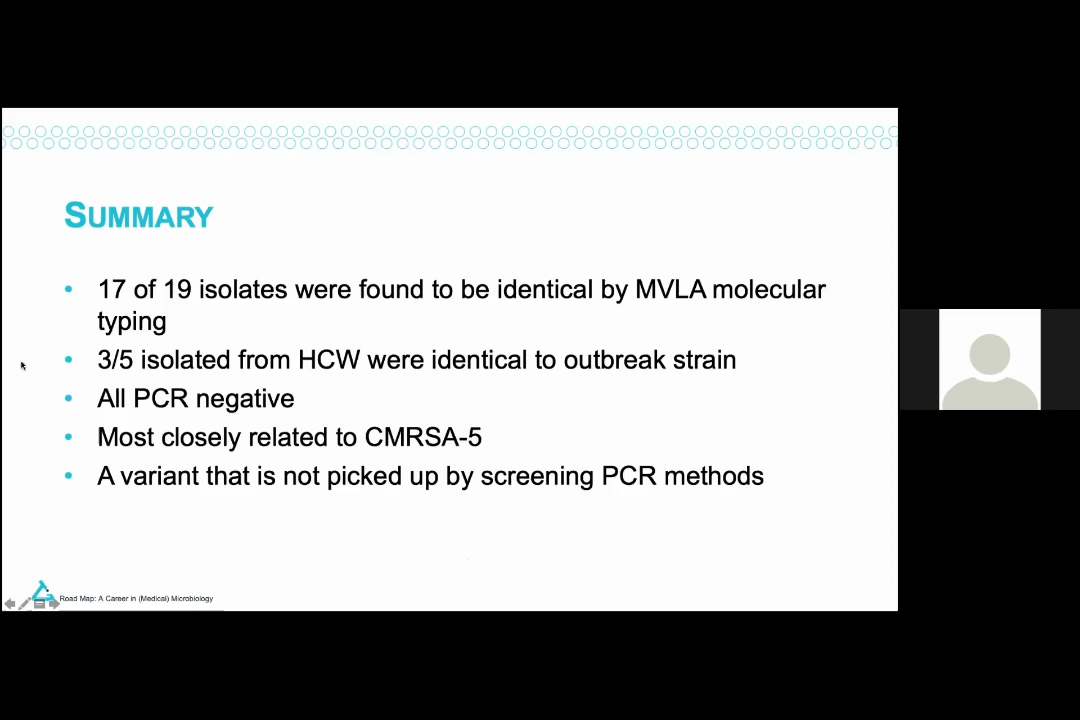 SUMMARY
• 17 of 19 isolates were found to be identical by MVLA molecular
typing
• 3/5 isolated from HCW were identical to outbreak strain
• All PCR negative
• Most closely related to CMRSA-5
• A variant that is not picked up by screening PCR methods
Road Map: A Career in (Medical) Microbiology